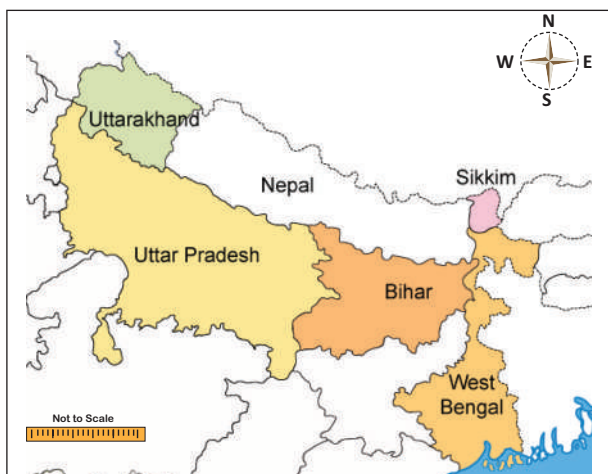 N
W E
S
Uttarakhand
Nepal
Sikkim
Uttar Pradesh
Bihar
West
Bengal
Not to Scale